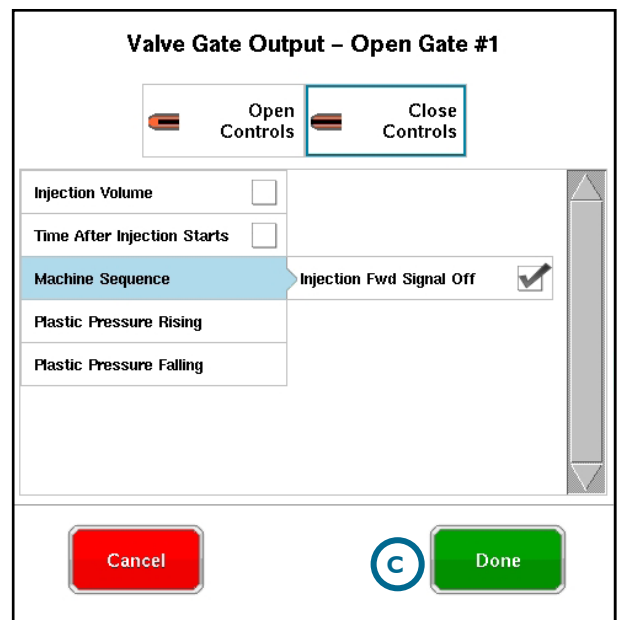 Valve Gate Output – Open Gate #1
Open
Controls
Close
Controls
Injection Volume
Time After Injection Starts
Machine Sequence
Injection Fwd Signal Off
Plastic Pressure Rising
Plastic Pressure Falling
Cancel
C
Done